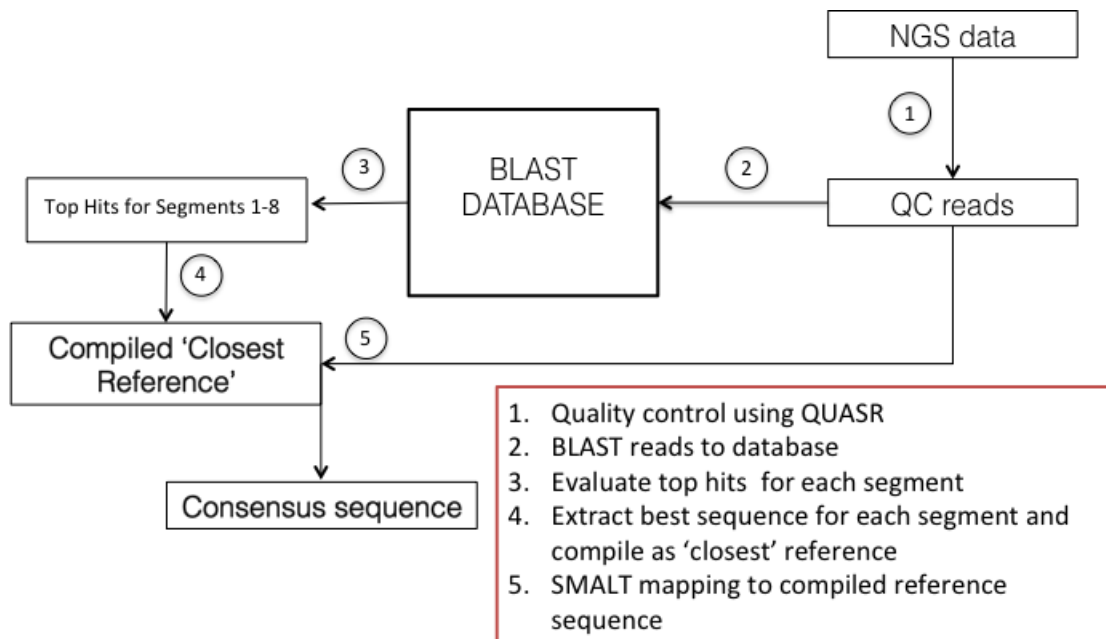 NGS data
1
QC reads
2
BLAST
DATABASE
3
Top Hits for Segments 1-8
4
Compiled ‘Closest
Reference’
5
Consensus sequence
1. Quality control using QUASR
2. BLAST reads to database
3. Evaluate top hits for each segment
4. Extract best sequence for each segment and
compile as ‘closest’ reference
5. SMALT mapping to compiled reference
sequence